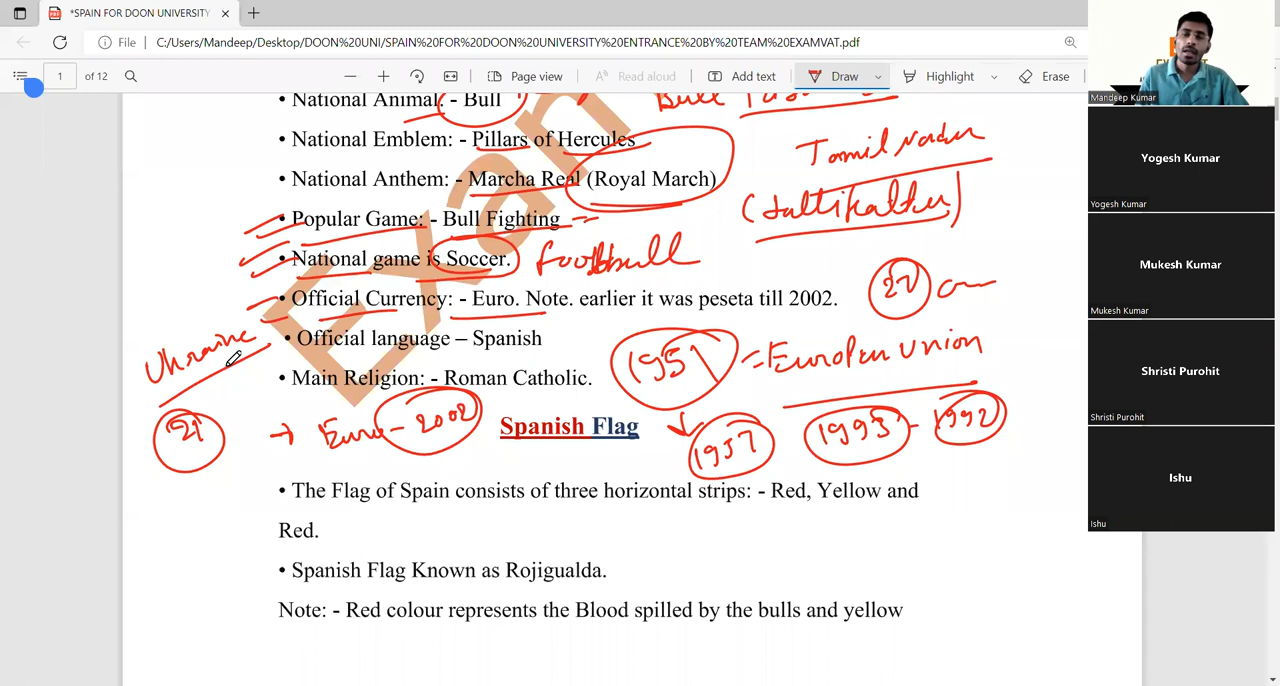 *SPAIN FOR DOON UNIVERSITY
File C:/Users/Mandeep/Desktop/DOON%20UNI/SPAIN%20FOR%20DOON%20UNIVERSITY%20ENTRANCE%20BY%20TEAM%20EXAMVAT.pdf
1 of 12 Page view Read aloud Add text Draw Highlight Erase
Mandeep Kumar
Yogesh Kumar
Yogesh Kumar
Mukesh Kumar
Mukesh Kumar
Shristi Purohit
Shristi Purohit
Ishu
Ishu
• National Animal: - Bull Bull
• National Emblem: - Pillars of Hercules Tamil Nadu
• National Anthem: - Marcha Real (Royal March)
• Popular Game: - Bull Fighting
• National game is Soccer. football
• Official Currency: - Euro. Note. earlier it was peseta till 2002.
Ukraine • Official language – Spanish
1951 = Europen union
• Main Religion: - Roman Catholic.
Euro - 2002 Spanish Flag 1957 1993 - 1992
• The Flag of Spain consists of three horizontal strips: - Red, Yellow and
Red.
• Spanish Flag Known as Rojigualda.
Note: - Red colour represents the Blood spilled by the bulls and yellow
Exam